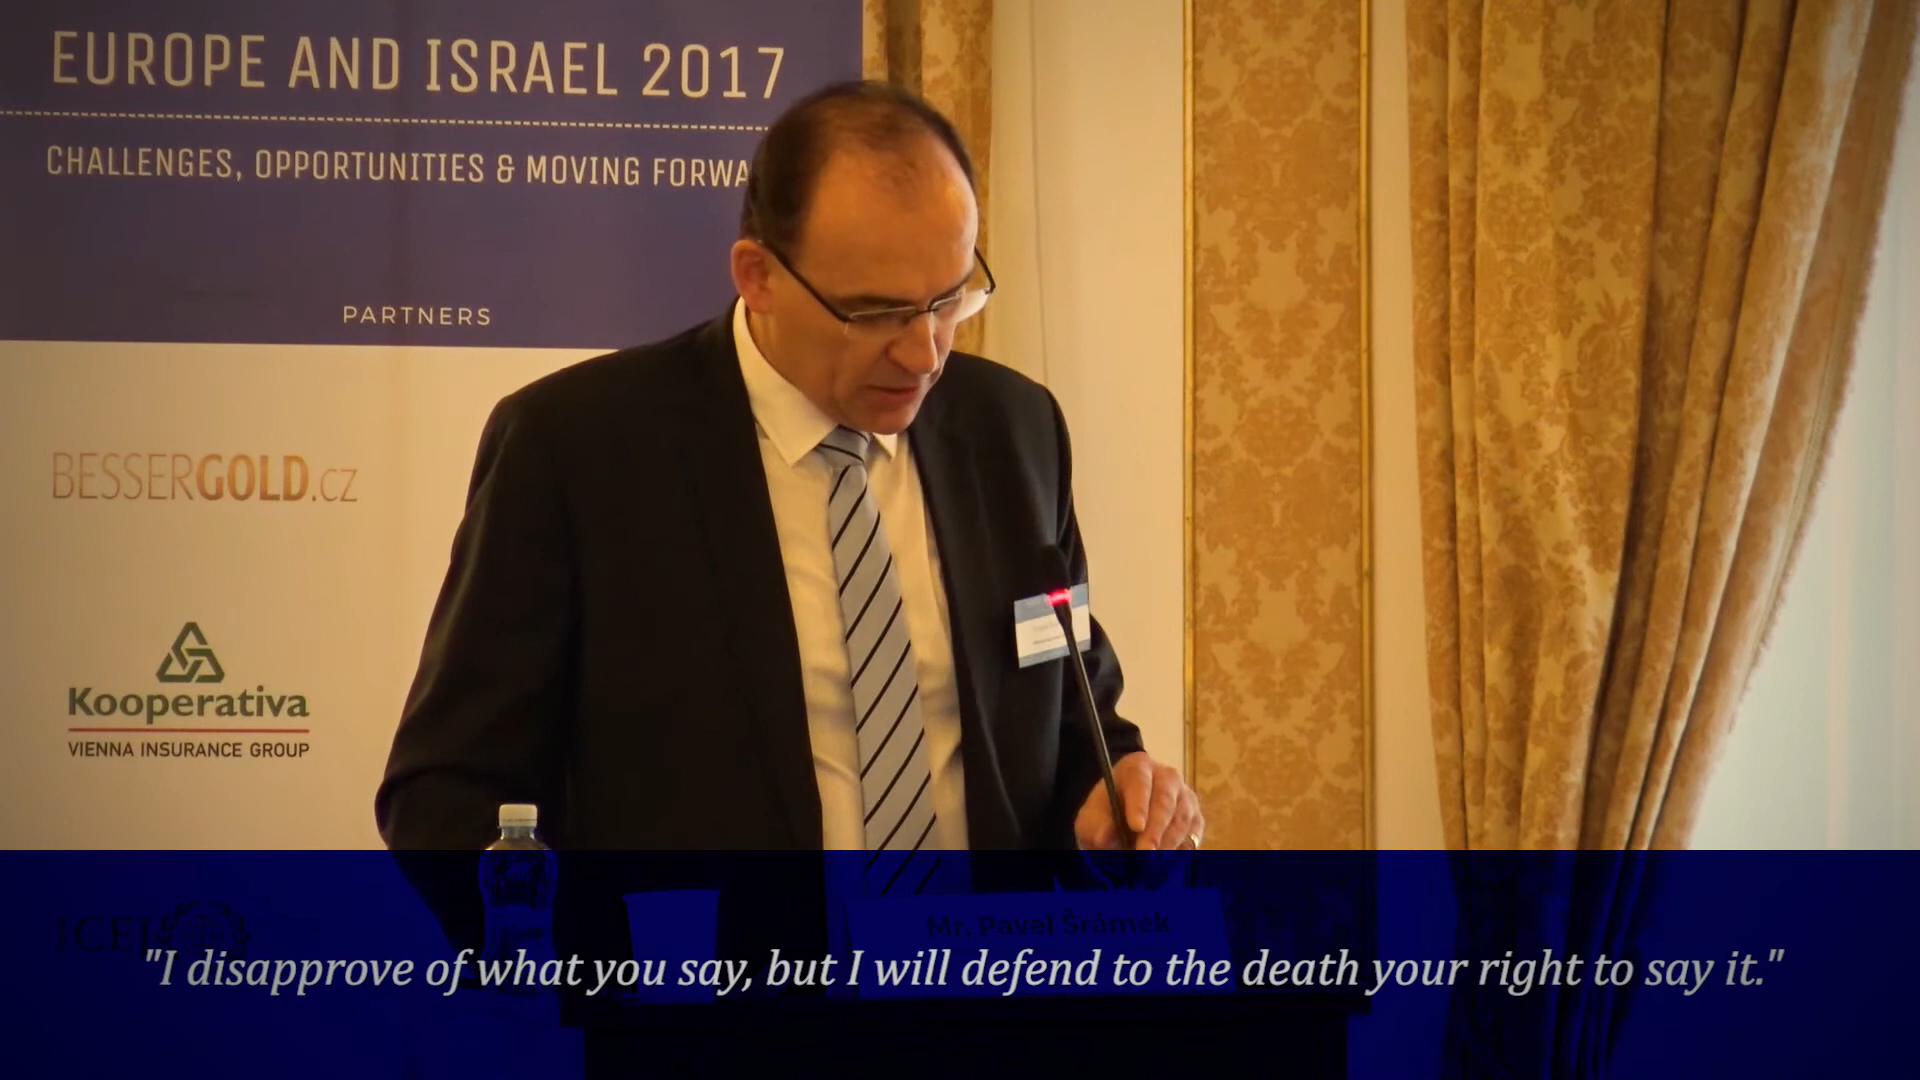 EUROPE AND ISRAEL 2017
CHALLENGES, OPPORTUNITIES & MOVING FORWA
PARTNERS
BESSERGOLD.CZ
Kooperativa
VIENNA INSURANCE GROUP
ICEJ
Mr. Pavel Šrámek
"I disapprove of what you say, but I will defend to the death your right to say it."